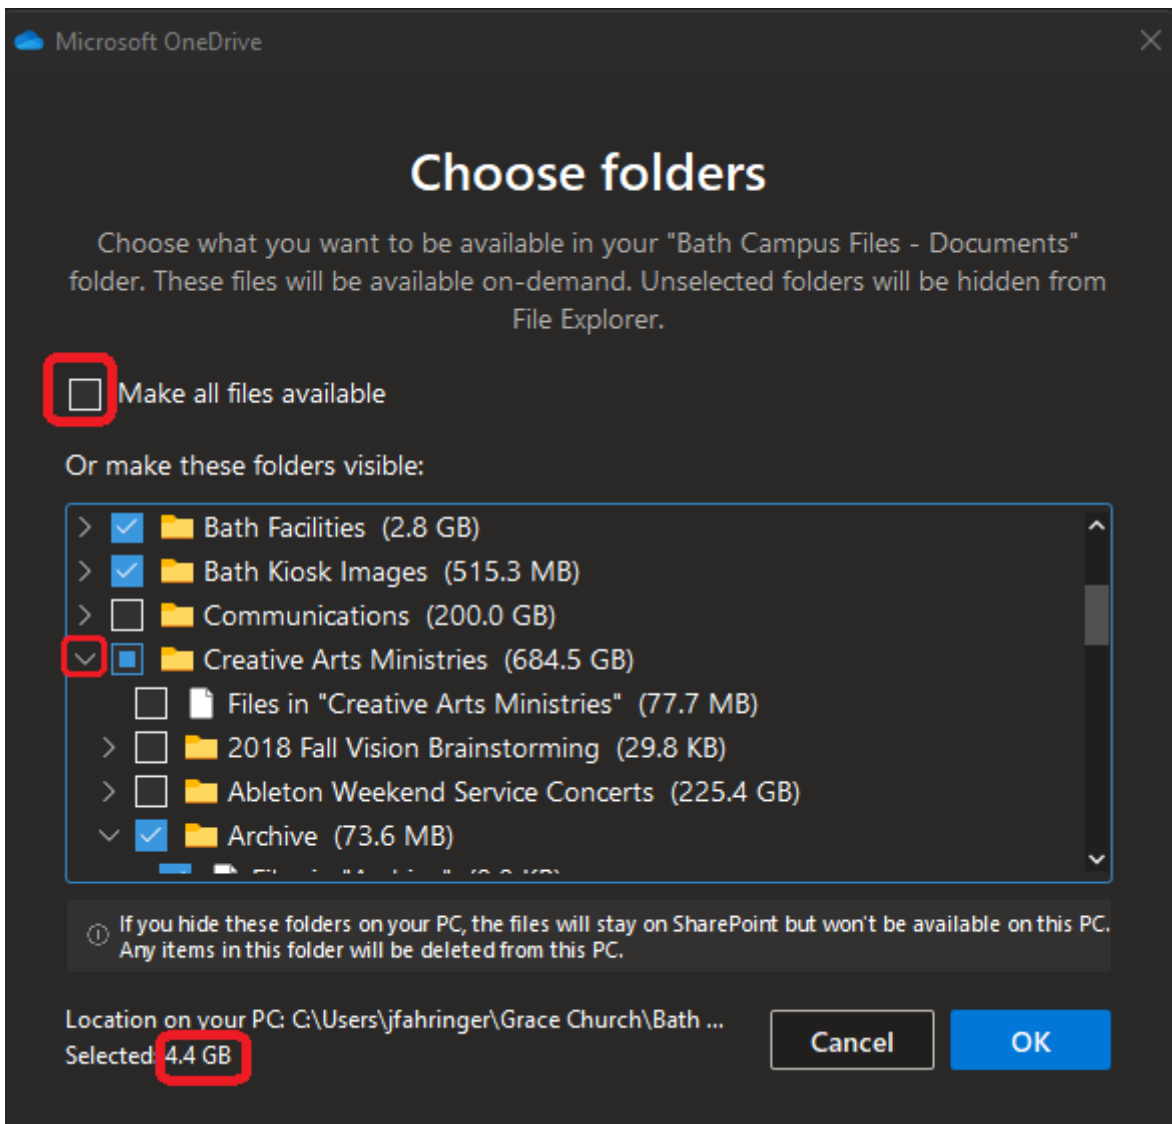 Microsoft OneDrive
Choose folders
Choose what you want to be available in your "Bath Campus Files - Documents"
folder. These files will be available on-demand. Unselected folders will be hidden from
File Explorer.
Make all files available
Or make these folders visible:
Bath Facilities (2.8 GB)
Bath Kiosk Images (515.3 MB)
Communications (200.0 GB)
Creative Arts Ministries (684.5 GB)
Files in "Creative Arts Ministries" (77.7 MB)
2018 Fall Vision Brainstorming (29.8 KB)
Ableton Weekend Service Concerts (225.4 GB)
Archive (73.6 MB)
Files in "Archive"
If you hide these folders on your PC, the files will stay on SharePoint but won't be available on this PC.
Any items in this folder will be deleted from this PC.
Location on your PC: C:\Users\jfahringer\Grace Church\Bath ...
Selected: 4.4 GB
Cancel
OK